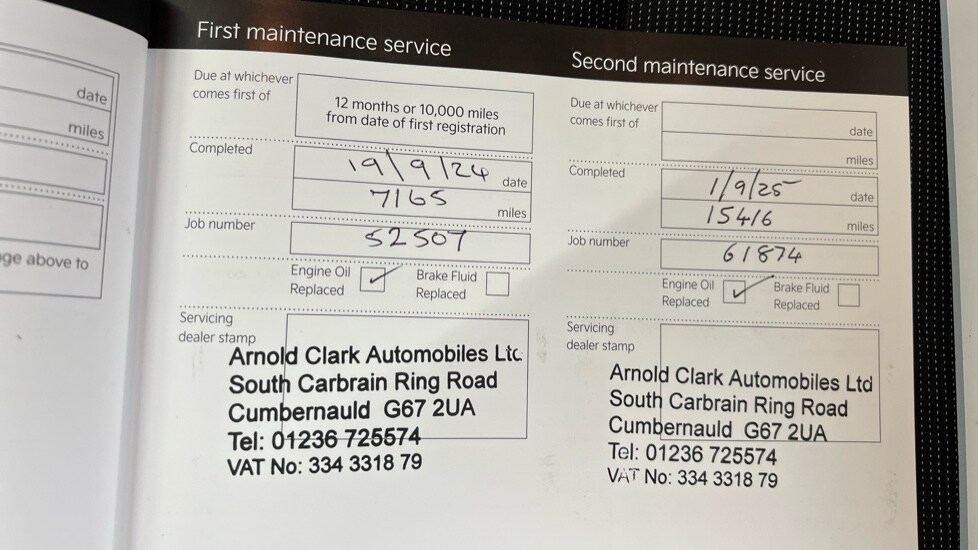 date
miles
ge above to
First maintenance service
Due at whichever
comes first of
12 months or 10,000 miles
from date of first registration
Completed
19/9/24 date
7165 miles
Job number
52507
Engine Oil
Replaced
Brake Fluid
Replaced
Servicing
dealer stamp
Arnold Clark Automobiles Ltd
South Carbrain Ring Road
Cumbernauld G67 2UA
Tel: 01236 725574
VAT No: 334 3318 79
Second maintenance service
Due at whichever
comes first of
date
miles
Completed
1/9/25 date
15416 miles
Job number
61874
Engine Oil
Replaced
Brake Fluid
Replaced
Servicing
dealer stamp
Arnold Clark Automobiles Ltd
South Carbrain Ring Road
Cumbernauld G67 2UA
Tel: 01236 725574
VAT No: 334 3318 79